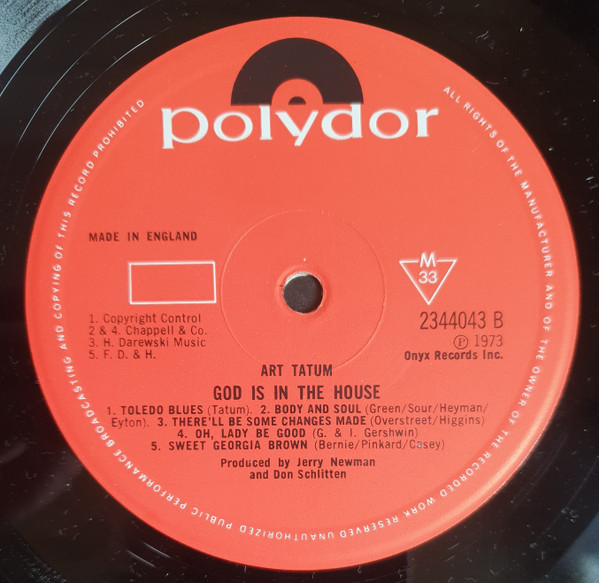 polydor
ALL RIGHTS OF THE MANUFACTURER AND OF THE OWNER OF THE RECORDED WORK RESERVED UNAUTHORIZED PUBLIC PERFORMANCE BROADCASTING AND COPYING OF THIS RECORD PROHIBITED
MADE IN ENGLAND
M
33
1. Copyright Control
2 & 4. Chappell & Co.
3. H. Darewski Music
5. F. D. & H.
2344043 B
Ⓟ 1973
Onyx Records Inc.
ART TATUM
GOD IS IN THE HOUSE
1. TOLEDO BLUES (Tatum). 2. BODY AND SOUL (Green/Sour/Heyman/
Eyton). 3. THERE'LL BE SOME CHANGES MADE (Overstreet/Higgins)
4. OH, LADY BE GOOD (G. & I. Gershwin)
5. SWEET GEORGIA BROWN (Bernie/Pinkard/Casey)
Produced by Jerry Newman
and Don Schlitten